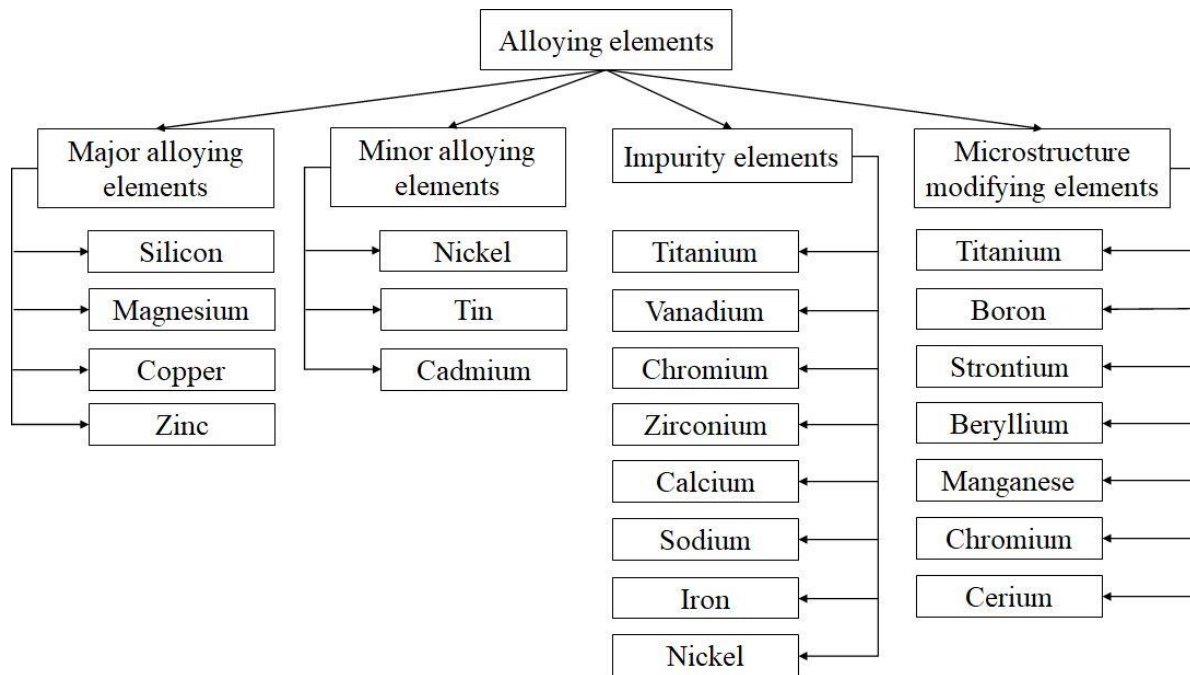 Alloying elements
Major alloying
elements
Silicon
Magnesium
Copper
Zinc
Minor alloying
elements
Nickel
Tin
Cadmium
Impurity elements
Titanium
Vanadium
Chromium
Zirconium
Calcium
Sodium
Iron
Nickel
Microstructure
modifying elements
Titanium
Boron
Strontium
Beryllium
Manganese
Chromium
Cerium